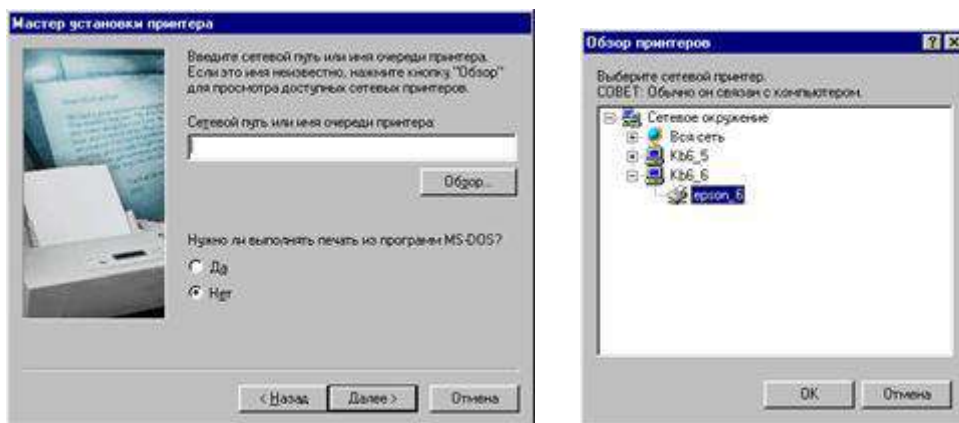 Мастер установки принтера
Введите сетевой путь или имя очереди принтера.
Если это имя неизвестно, нажмите кнопку "Обзор"
для просмотра доступных сетевых принтеров.
Сетевой путь или имя очереди принтера:
Обзор...
Нужно ли выполнять печать из программ MS-DOS?
Да
Нет
< Назад
Далее >
Отмена
Обзор принтеров
Выберите сетевой принтер.
СОВЕТ: Обычно он связан с компьютером.
Сетевое окружение
Вся сеть
Kb6_5
Kb6_6
epson_6
OK
Отмена